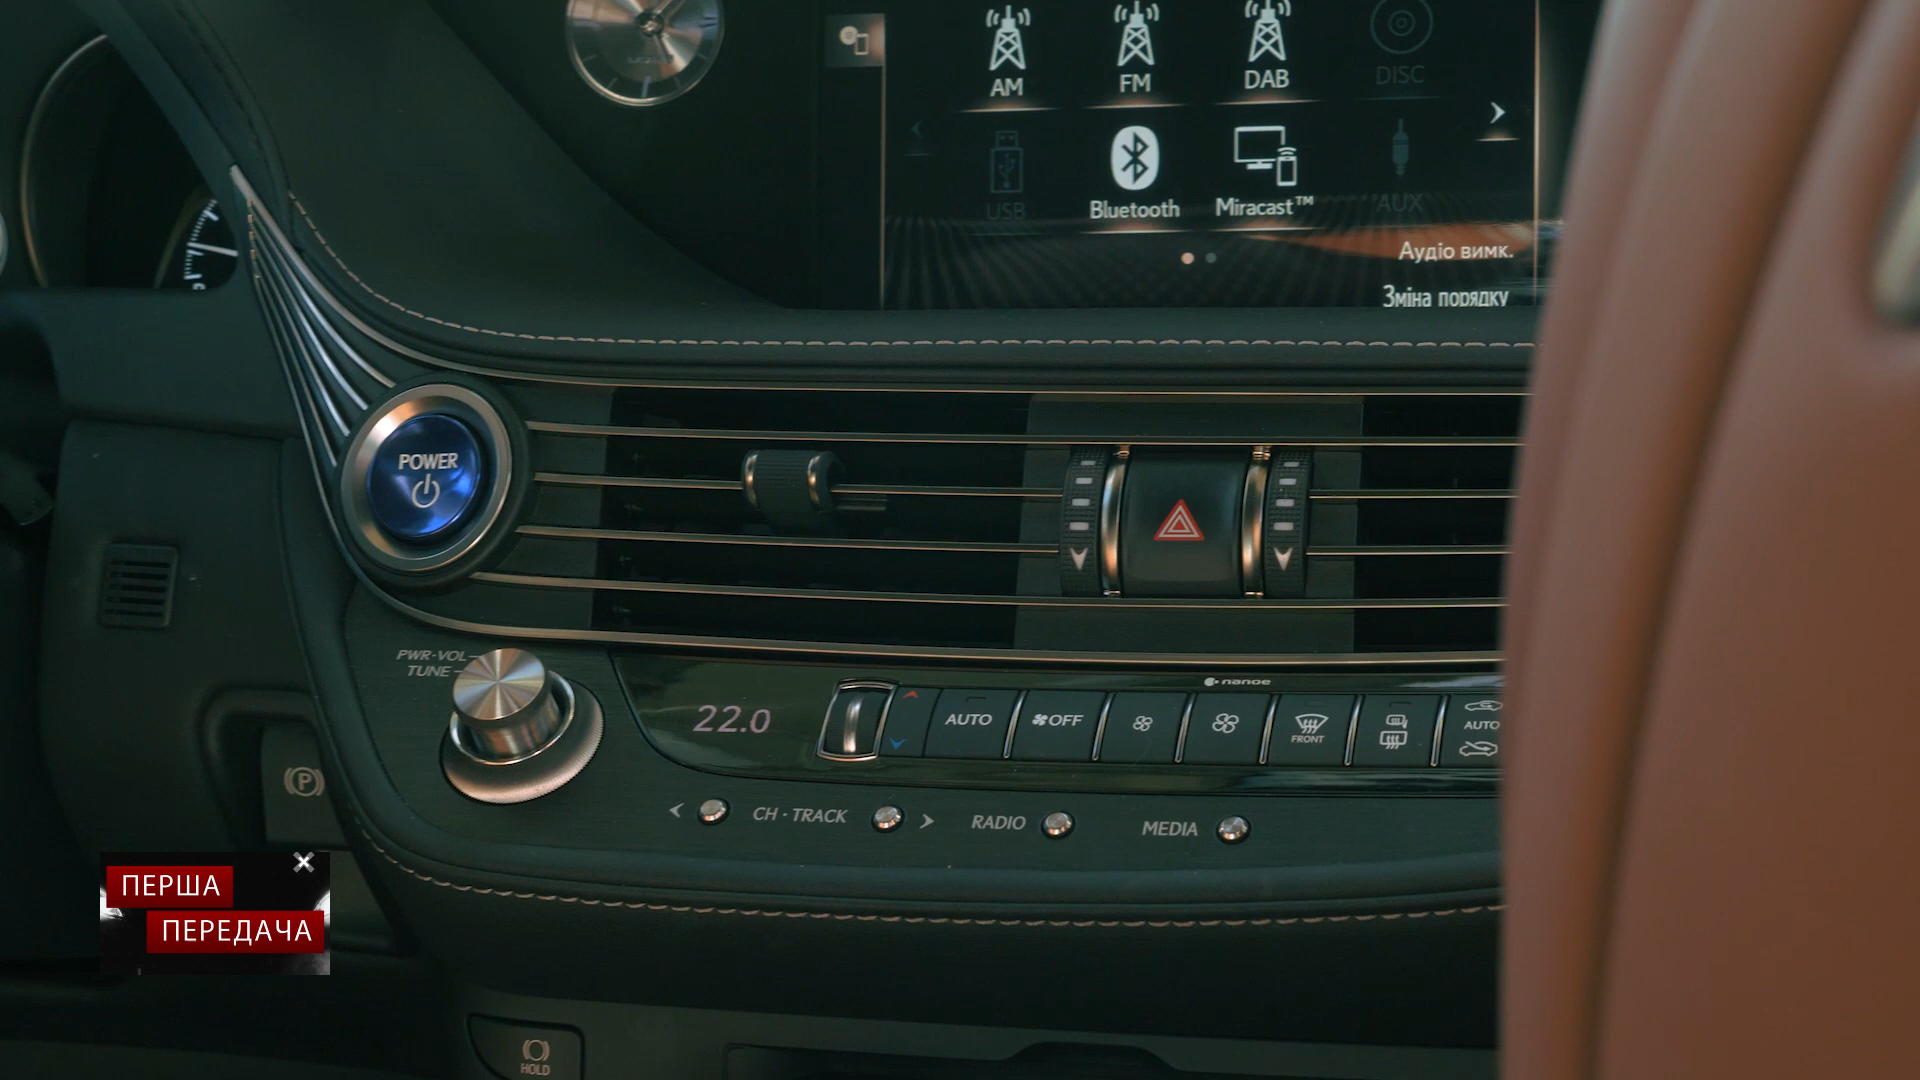 AM
FM
DAB
DISC
USB
Bluetooth
Miracast™
AUX
Аудіо вимк.
Зміна порядку
POWER
PWR·VOL
TUNE
22.0
nanoe
AUTO
OFF
FRONT
AUTO
CH · TRACK
RADIO
MEDIA
P
HOLD
ПЕРША
ПЕРЕДАЧА